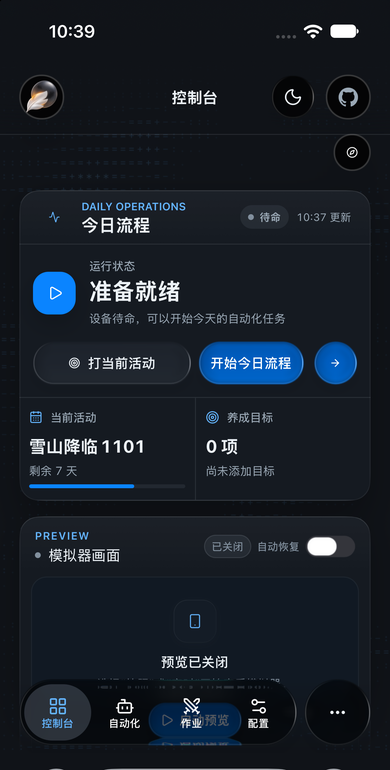 10:39
控制台
DAILY OPERATIONS
今日流程
待命
10:37 更新
运行状态
准备就绪
设备待命，可以开始今天的自动化任务
打当前活动
开始今日流程
当前活动
雪山降临 1101
剩余 7 天
养成目标
0 项
尚未添加目标
PREVIEW
模拟器画面
已关闭
自动恢复
预览已关闭
启动预览
控制台
自动化
作业
配置